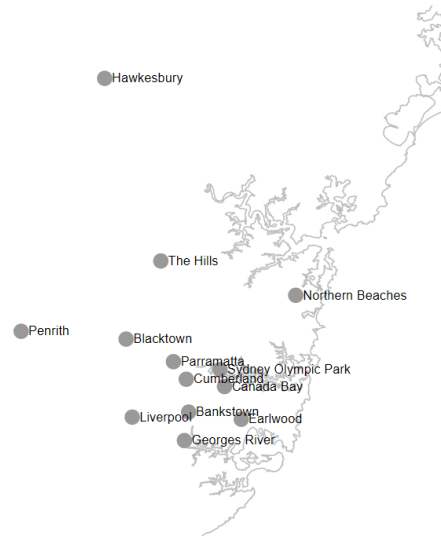 Hawkesbury
The Hills
Northern Beaches
Penrith
Blacktown
Parramatta
Sydney Olympic Park
Cumberland
Canada Bay
Bankstown
Liverpool
Earlwood
Georges River